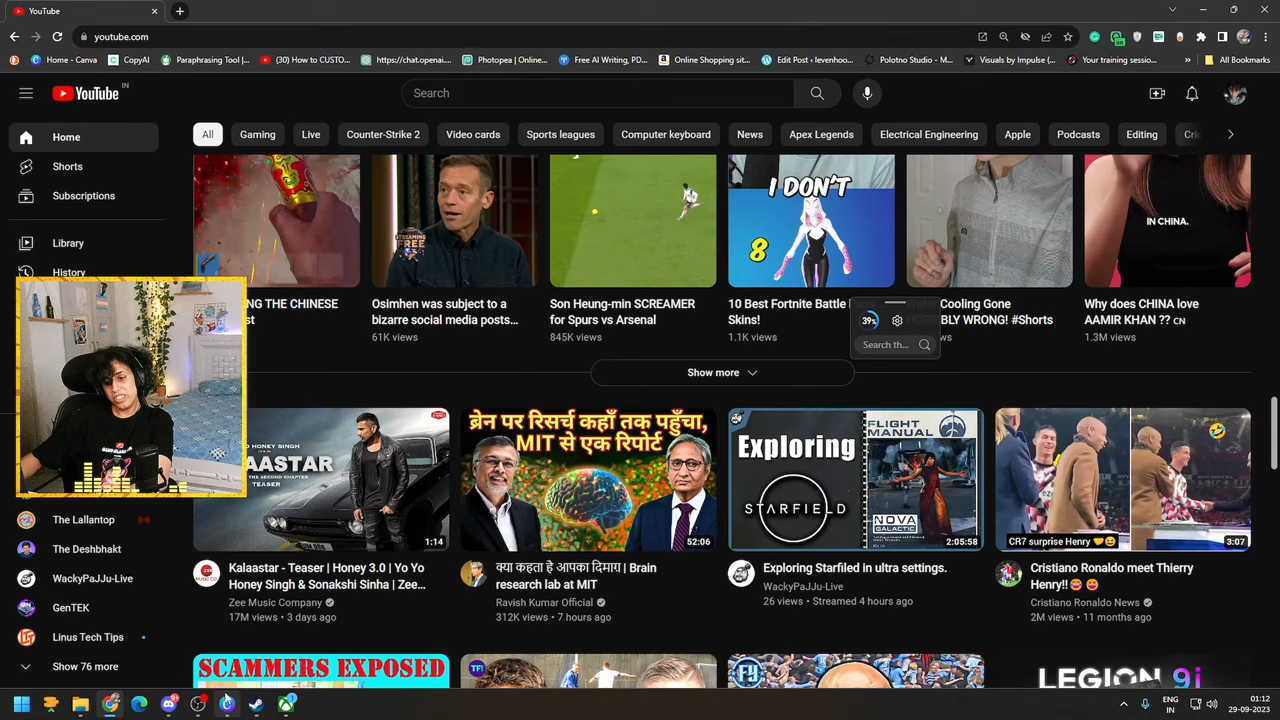 YouTube
youtube.com
Home - Canva
CopyAI
Paraphrasing Tool |...
(30) How to CUSTO...
https://chat.openai...
Photopea | Online...
Free AI Writing, PD...
Online Shopping sit...
Edit Post · levenhoo...
Polotno Studio - M...
Visuals by Impulse (...
Your training sessio...
»
All Bookmarks
YouTube IN
Search
Home
Shorts
Subscriptions
Library
History
All
Gaming
Live
Counter-Strike 2
Video cards
Sports leagues
Computer keyboard
News
Apex Legends
Electrical Engineering
Apple
Podcasts
Editing
Cric
STREAMING
FREE
I DON'T
8
IN CHINA.
NG THE CHINESE
st
Osimhen was subject to a
bizarre social media posts...
61K views
Son Heung-min SCREAMER
for Spurs vs Arsenal
845K views
10 Best Fortnite Battle
Skins!
1.1K views
Cooling Gone
HORRIBLY WRONG! #Shorts
ws
Why does CHINA love
AAMIR KHAN ?? CN
1.3M views
39%
Search th...
Show more
HONEY SINGH
AASTAR
THE SECOND CHAPTER
TEASER
1:14
ब्रेन पर रिसर्च कहाँ तक पहुँचा,
MIT से एक रिपोर्ट
52:06
Exploring
STARFIELD
FLIGHT
MANUAL
NOVA
GALACTIC
2:05:58
CR7 surprise Henry
3:07
Kalaastar - Teaser | Honey 3.0 | Yo Yo
Honey Singh & Sonakshi Sinha | Zee...
Zee Music Company
17M views • 3 days ago
क्या कहता है आपका दिमाग | Brain
research lab at MIT
Ravish Kumar Official
312K views • 7 hours ago
Exploring Starfiled in ultra settings.
WackyPaJJu-Live
26 views • Streamed 4 hours ago
Cristiano Ronaldo meet Thierry
Henry!!
Cristiano Ronaldo News
2M views • 11 months ago
The Lallantop
The Deshbhakt
WackyPaJJu-Live
GenTEK
Linus Tech Tips
Show 76 more
SCAMMERS EXPOSED
TF!
LEGION 9i
ENG
IN
01:12
29-09-2023